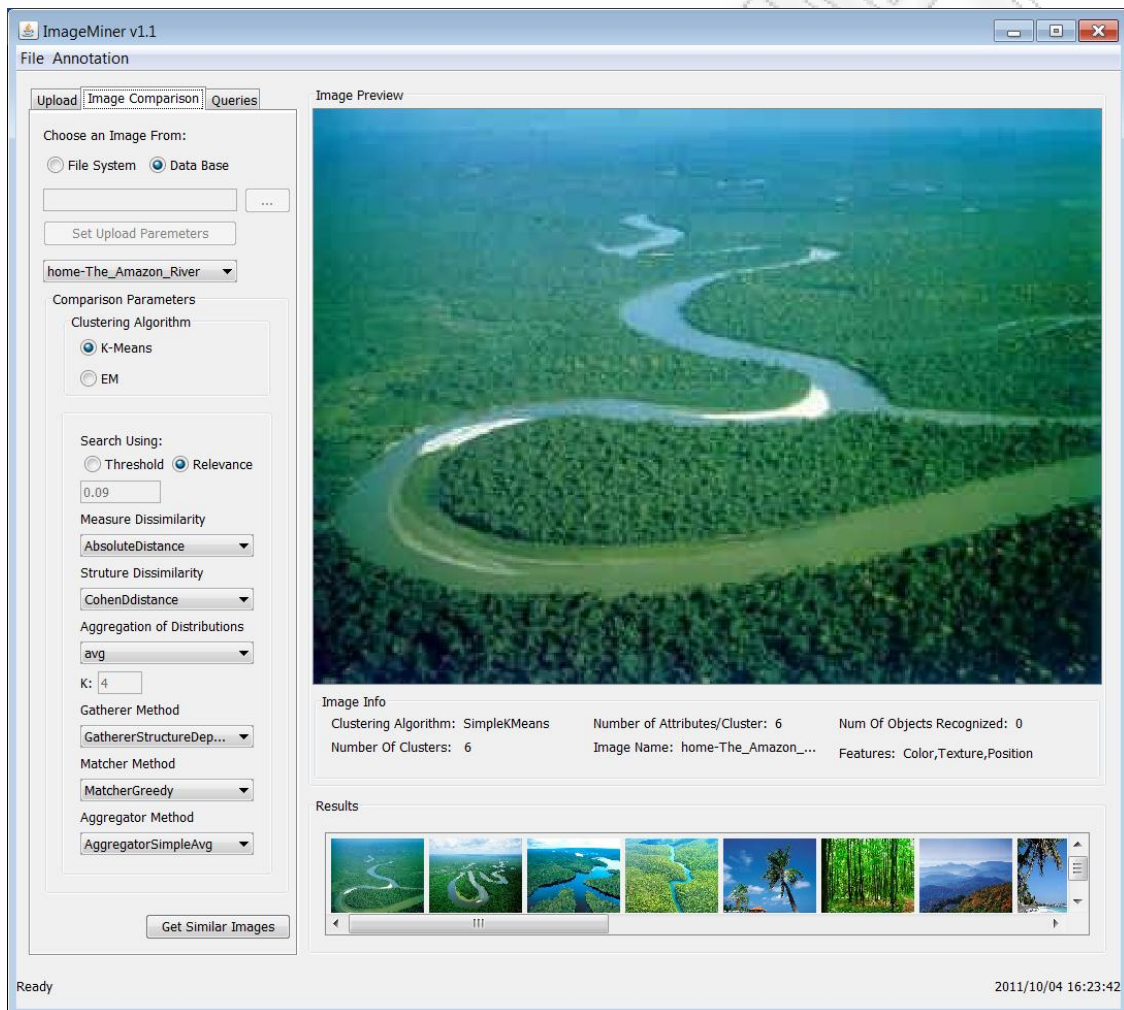 ImageMiner v1.1
File Annotation
Upload Image Comparison Queries
Choose an Image From:
File System Data Base
...
Set Upload Paremeters
home-The_Amazon_River
Comparison Parameters
Clustering Algorithm
K-Means
EM
Search Using:
Threshold Relevance
0.09
Measure Dissimilarity
AbsoluteDistance
Struture Dissimilarity
CohenDdistance
Aggregation of Distributions
avg
K: 4
Gatherer Method
GathererStructureDep...
Matcher Method
MatcherGreedy
Aggregator Method
AggregatorSimpleAvg
Get Similar Images
Image Preview
Image Info
Clustering Algorithm: SimpleKMeans Number of Attributes/Cluster: 6 Num Of Objects Recognized: 0
Number Of Clusters: 6 Image Name: home-The_Amazon_... Features: Color,Texture,Position
Results
Ready 2011/10/04 16:23:42